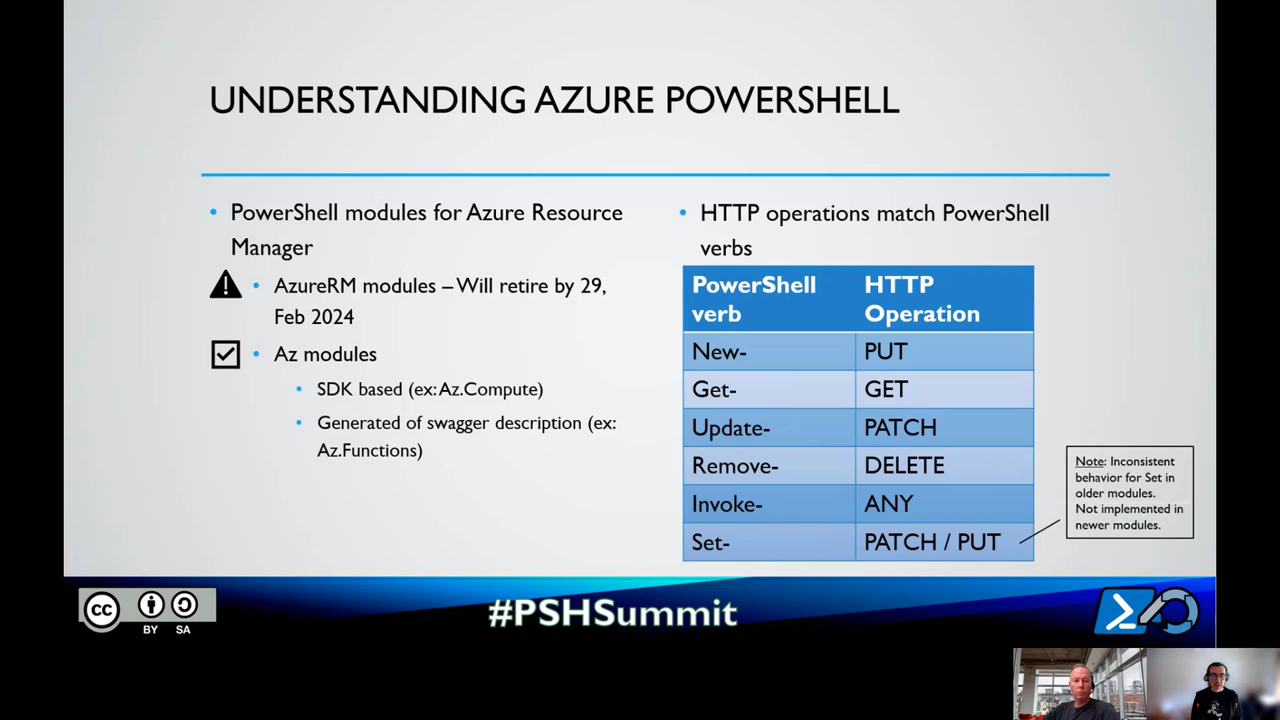 UNDERSTANDING AZURE POWERSHELL
• PowerShell modules for Azure Resource
Manager
• AzureRM modules – Will retire by 29,
Feb 2024
• Az modules
• SDK based (ex: Az.Compute)
• Generated of swagger description (ex:
Az.Functions)
• HTTP operations match PowerShell
verbs
PowerShell verb HTTP Operation
New- PUT
Get- GET
Update- PATCH
Remove- DELETE
Invoke- ANY
Set- PATCH / PUT
Note: Inconsistent
behavior for Set in
older modules.
Not implemented in
newer modules.
cc BY SA
#PSHSummit